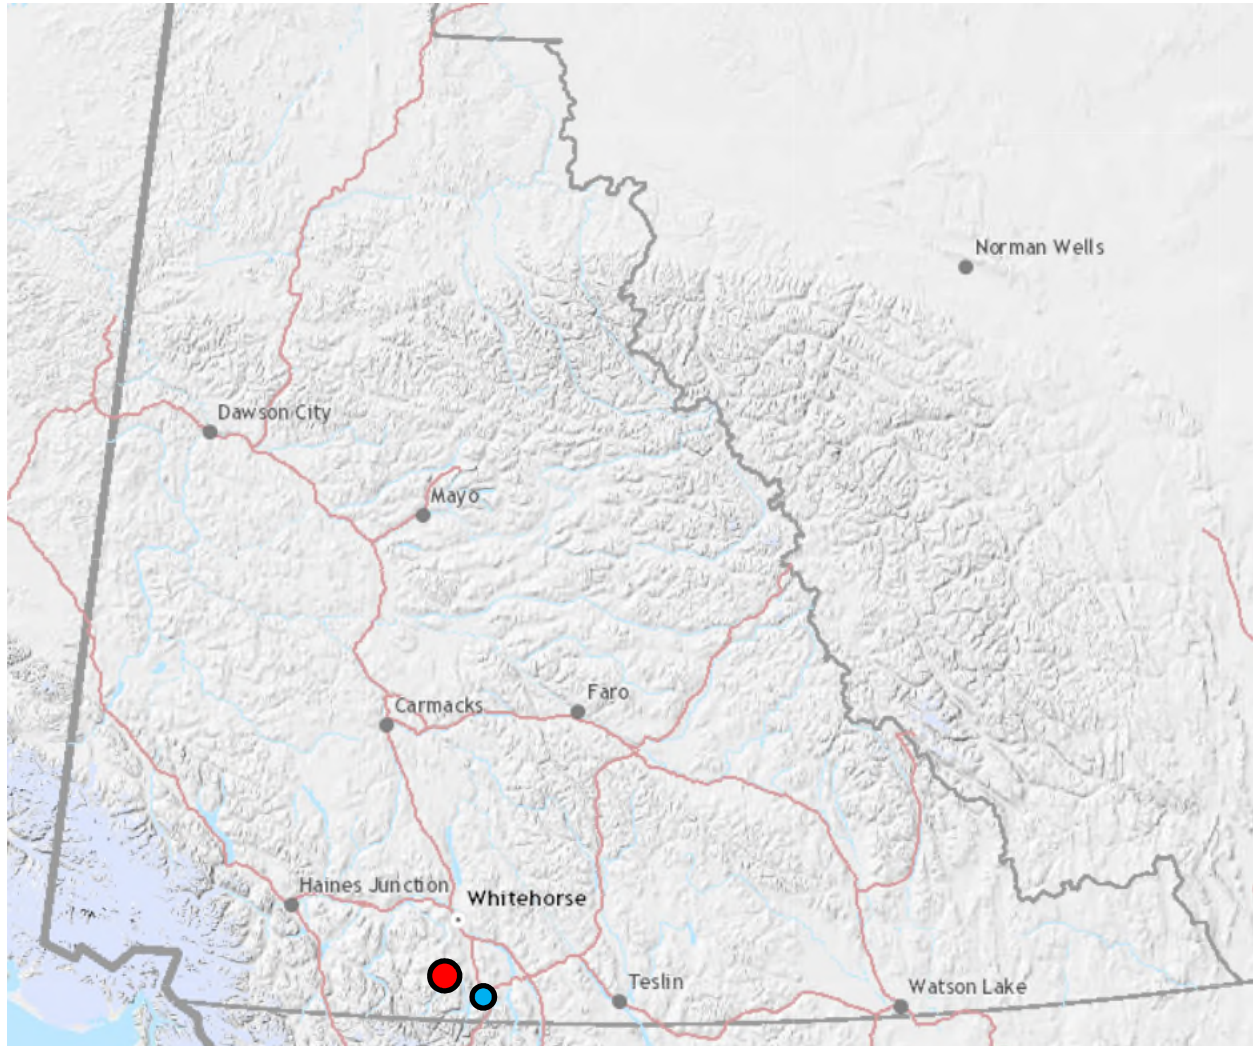 Norman Wells
Dawson City
Mayo
Faro
Carmacks
Haines Junction
Whitehorse
Teslin
Watson Lake